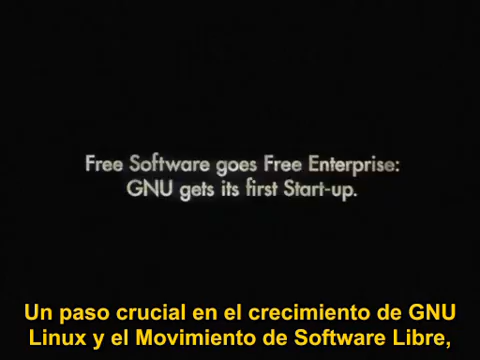 Free Software goes Free Enterprise:
GNU gets its first Start-up.
Un paso crucial en el crecimiento de GNU
Linux y el Movimiento de Software Libre,